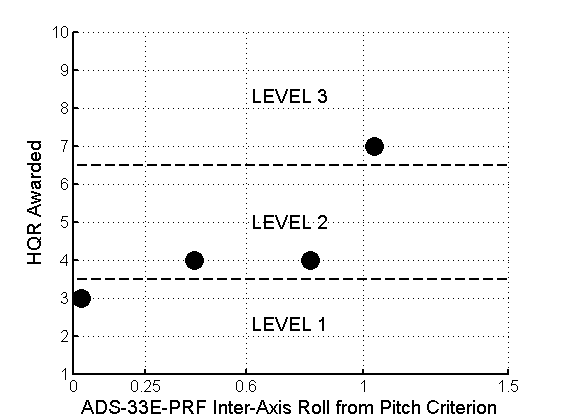 10
9
LEVEL 3
8
7
6
LEVEL 2
5
4
3
LEVEL 1
2
1
0 0.25 0.6 1 1.5
HQR Awarded
ADS-33E-PRF Inter-Axis Roll from Pitch Criterion